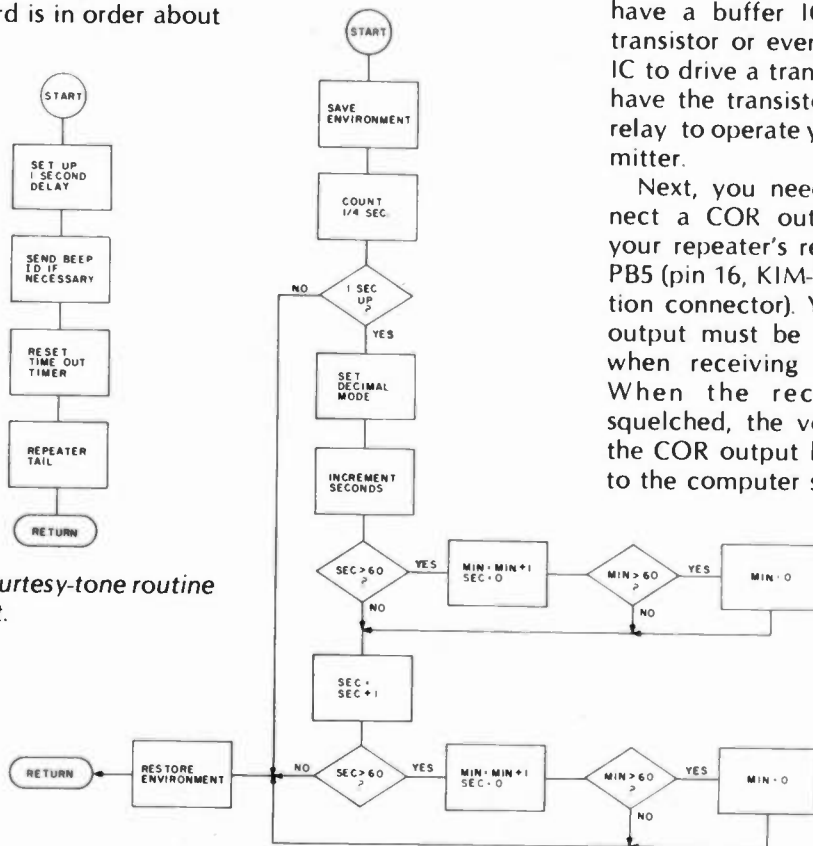 rd is in order about
START
SET UP
1 SECOND
DELAY
SEND BEEP
ID IF
NECESSARY
RESET
TIME OUT
TIMER
REPEATER
TAIL
RETURN
urtesy-tone routine
t.
START
SAVE
ENVIRONMENT
COUNT
1/4 SEC.
NO
1 SEC
UP
?
YES
SET
DECIMAL
MODE
INCREMENT
SECONDS
SEC>60
?
YES
NO
MIN=MIN+1
SEC=0
MIN>60
?
YES
NO
MIN=0
SEC=
SEC+1
SEC>60
?
NO
YES
MIN=MIN+1
SEC=0
MIN>60
?
YES
NO
MIN=0
RESTORE
ENVIRONMENT
RETURN
have a buffer IC
transistor or ever
IC to drive a tran
have the transist
relay to operate y
mitter.
Next, you need
nect a COR out
your repeater's re
PB5 (pin 16, KIM-
tion connector). Y
output must be
when receiving
When the rec
squelched, the v
the COR output
to the computer s